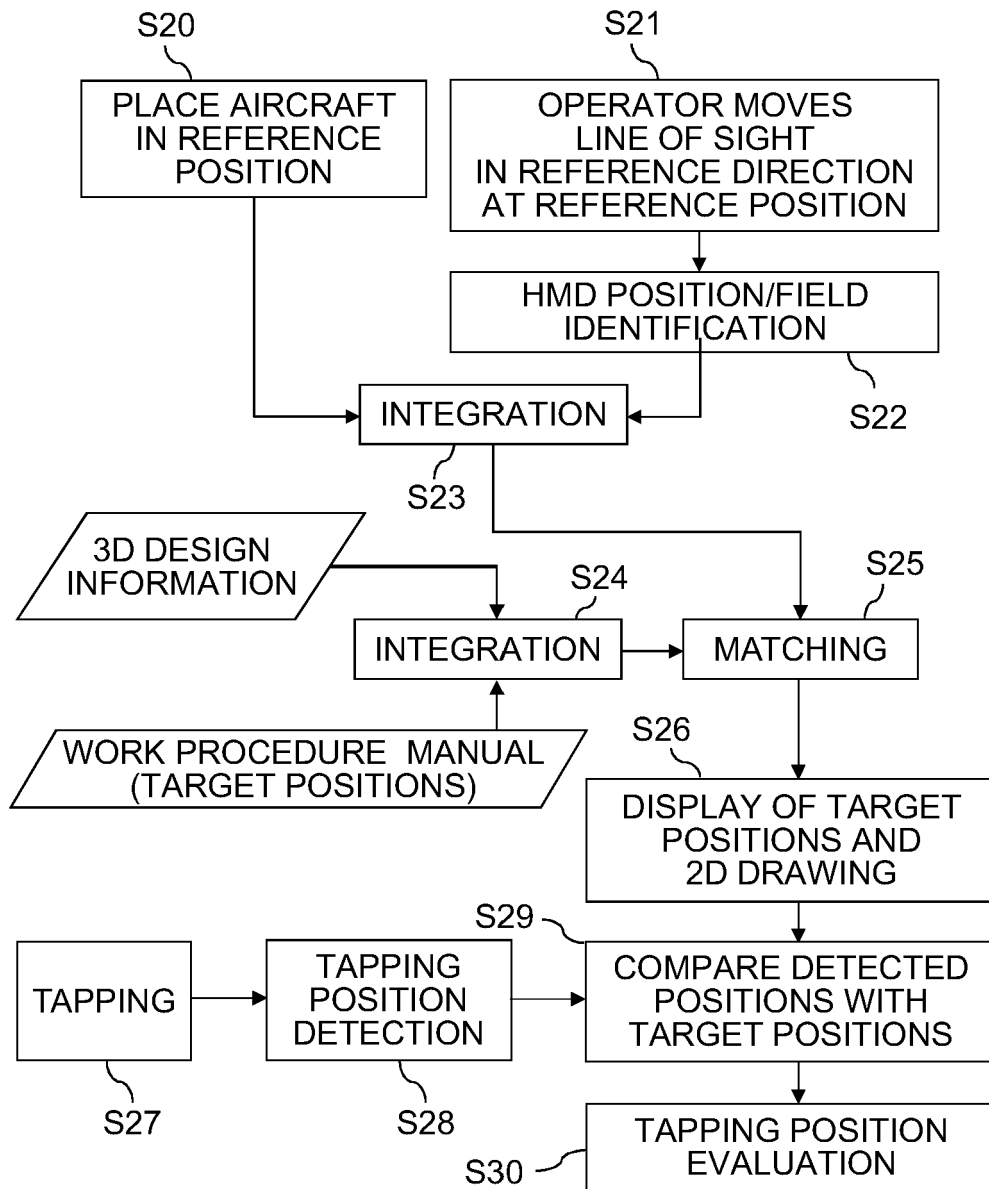 S20
PLACE AIRCRAFT
IN REFERENCE
POSITION
S21
OPERATOR MOVES
LINE OF SIGHT
IN REFERENCE DIRECTION
AT REFERENCE POSITION
HMD POSITION/FIELD
IDENTIFICATION
S22
INTEGRATION
S23
3D DESIGN
INFORMATION
S24
INTEGRATION
S25
MATCHING
WORK PROCEDURE MANUAL
(TARGET POSITIONS)
S26
DISPLAY OF TARGET
POSITIONS AND
2D DRAWING
TAPPING
S27
TAPPING
POSITION
DETECTION
S28
S29
COMPARE DETECTED
POSITIONS WITH
TARGET POSITIONS
S30
TAPPING POSITION
EVALUATION